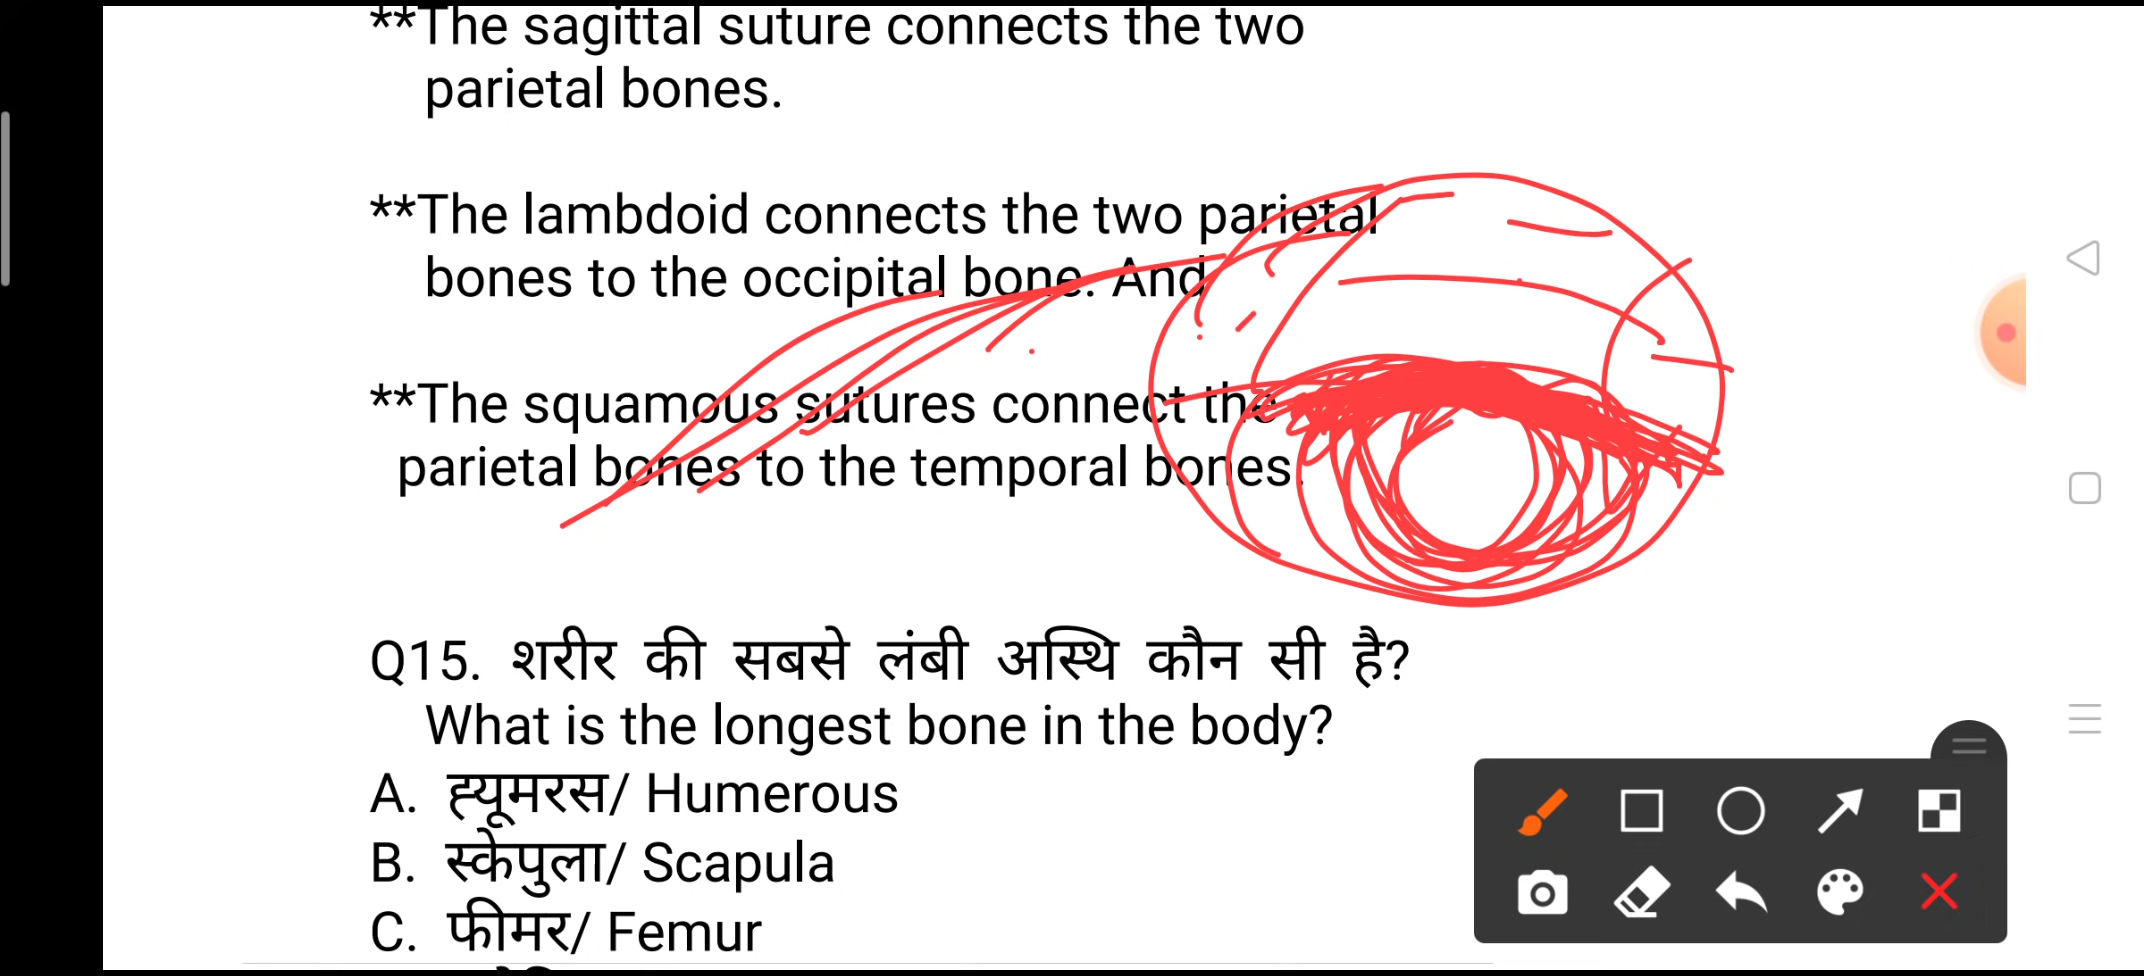 **The sagittal suture connects the two
parietal bones.
**The lambdoid connects the two parietal
bones to the occipital bone. And
**The squamous sutures connect the
parietal bones to the temporal bones.
Q15. शरीर की सबसे लंबी अस्थि कौन सी है?
What is the longest bone in the body?
A. ह्यूमरस/ Humerous
B. स्केपुला/ Scapula
C. फीमर/ Femur